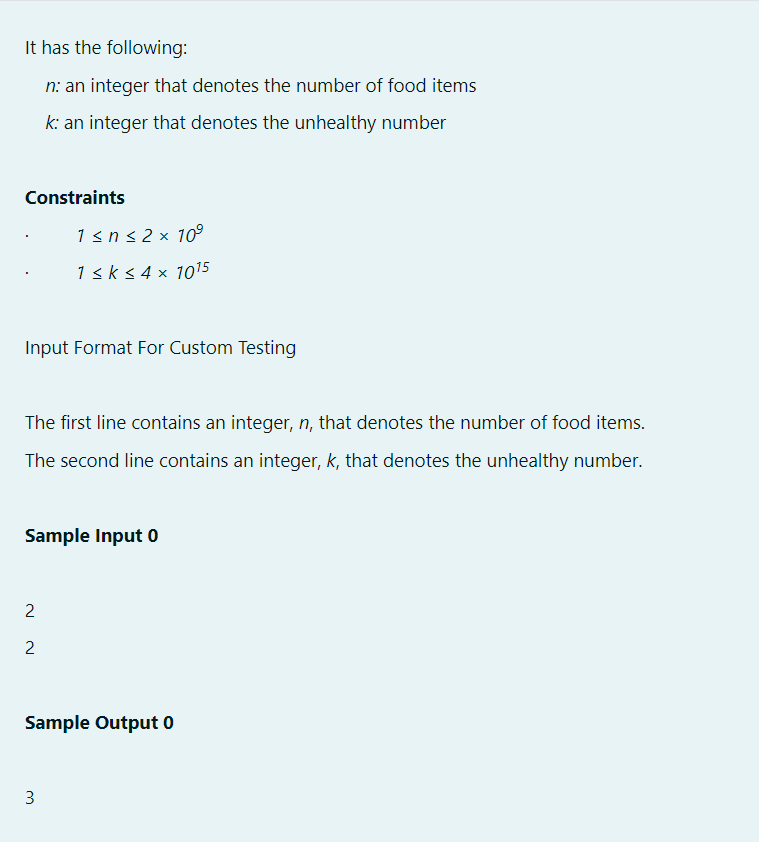 It has the following:
n: an integer that denotes the number of food items
k: an integer that denotes the unhealthy number
Constraints
· 1 ≤ n ≤ 2 × 10⁹
· 1 ≤ k ≤ 4 × 10¹⁵
Input Format For Custom Testing
The first line contains an integer, n, that denotes the number of food items.
The second line contains an integer, k, that denotes the unhealthy number.
Sample Input 0
2
2
Sample Output 0
3